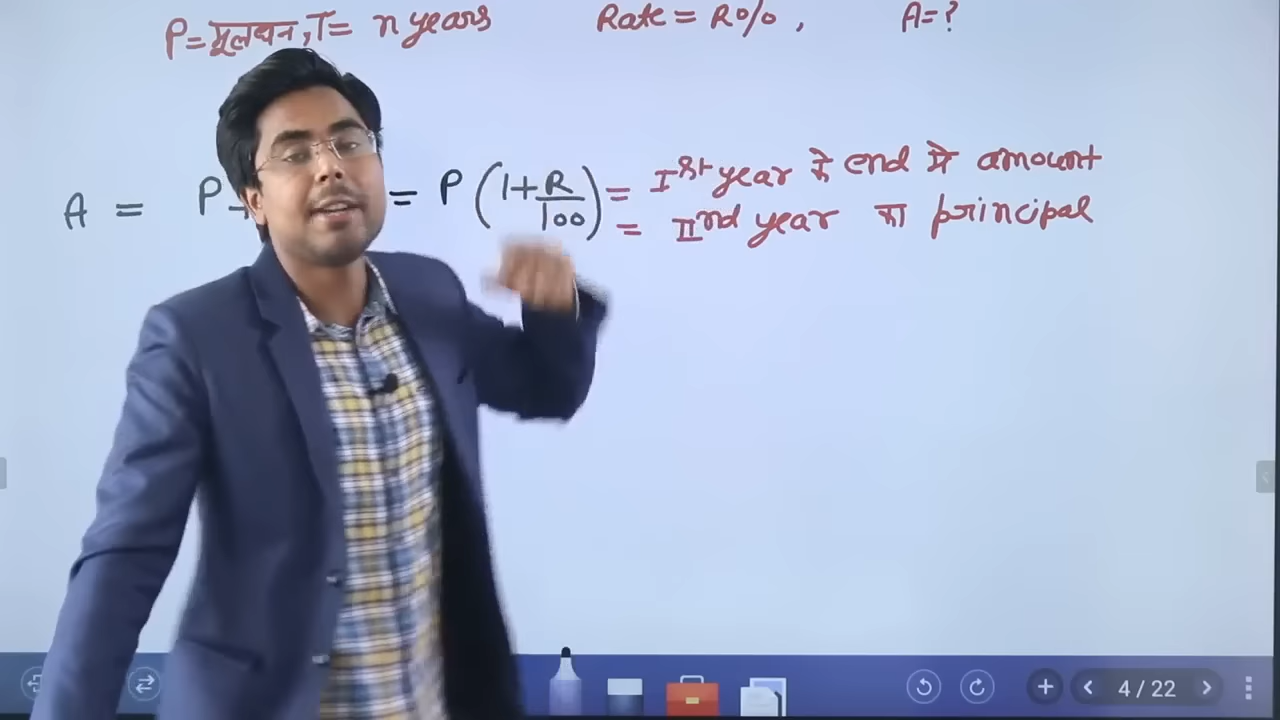 P = मूलधन, T = n years Rate = R%, A = ?
A = P + = P (1 + R/100) = Ist year के end में amount
= IInd year का principal
4 / 22